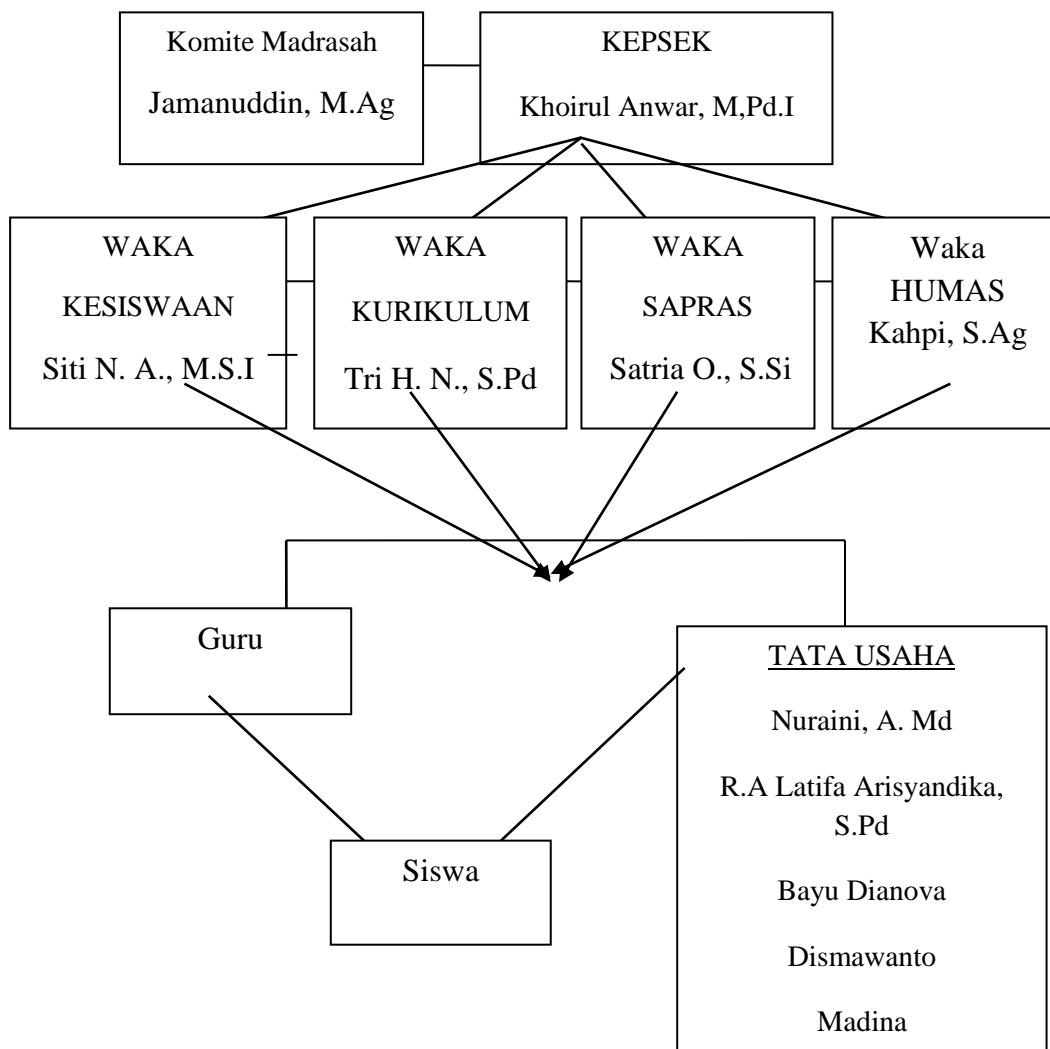 Komite Madrasah
Jamanuddin, M.Ag
KEPSEK
Khoirul Anwar, M,Pd.I
WAKA
KESISWAAN
Siti N. A., M.S.I
WAKA
KURIKULUM
Tri H. N., S.Pd
WAKA
SAPRAS
Satria O., S.Si
Waka
HUMAS
Kahpi, S.Ag
Guru
TATA USAHA
Nuraini, A. Md
R.A Latifa Arisyandika,
S.Pd
Bayu Dianova
Dismawanto
Madina
Siswa